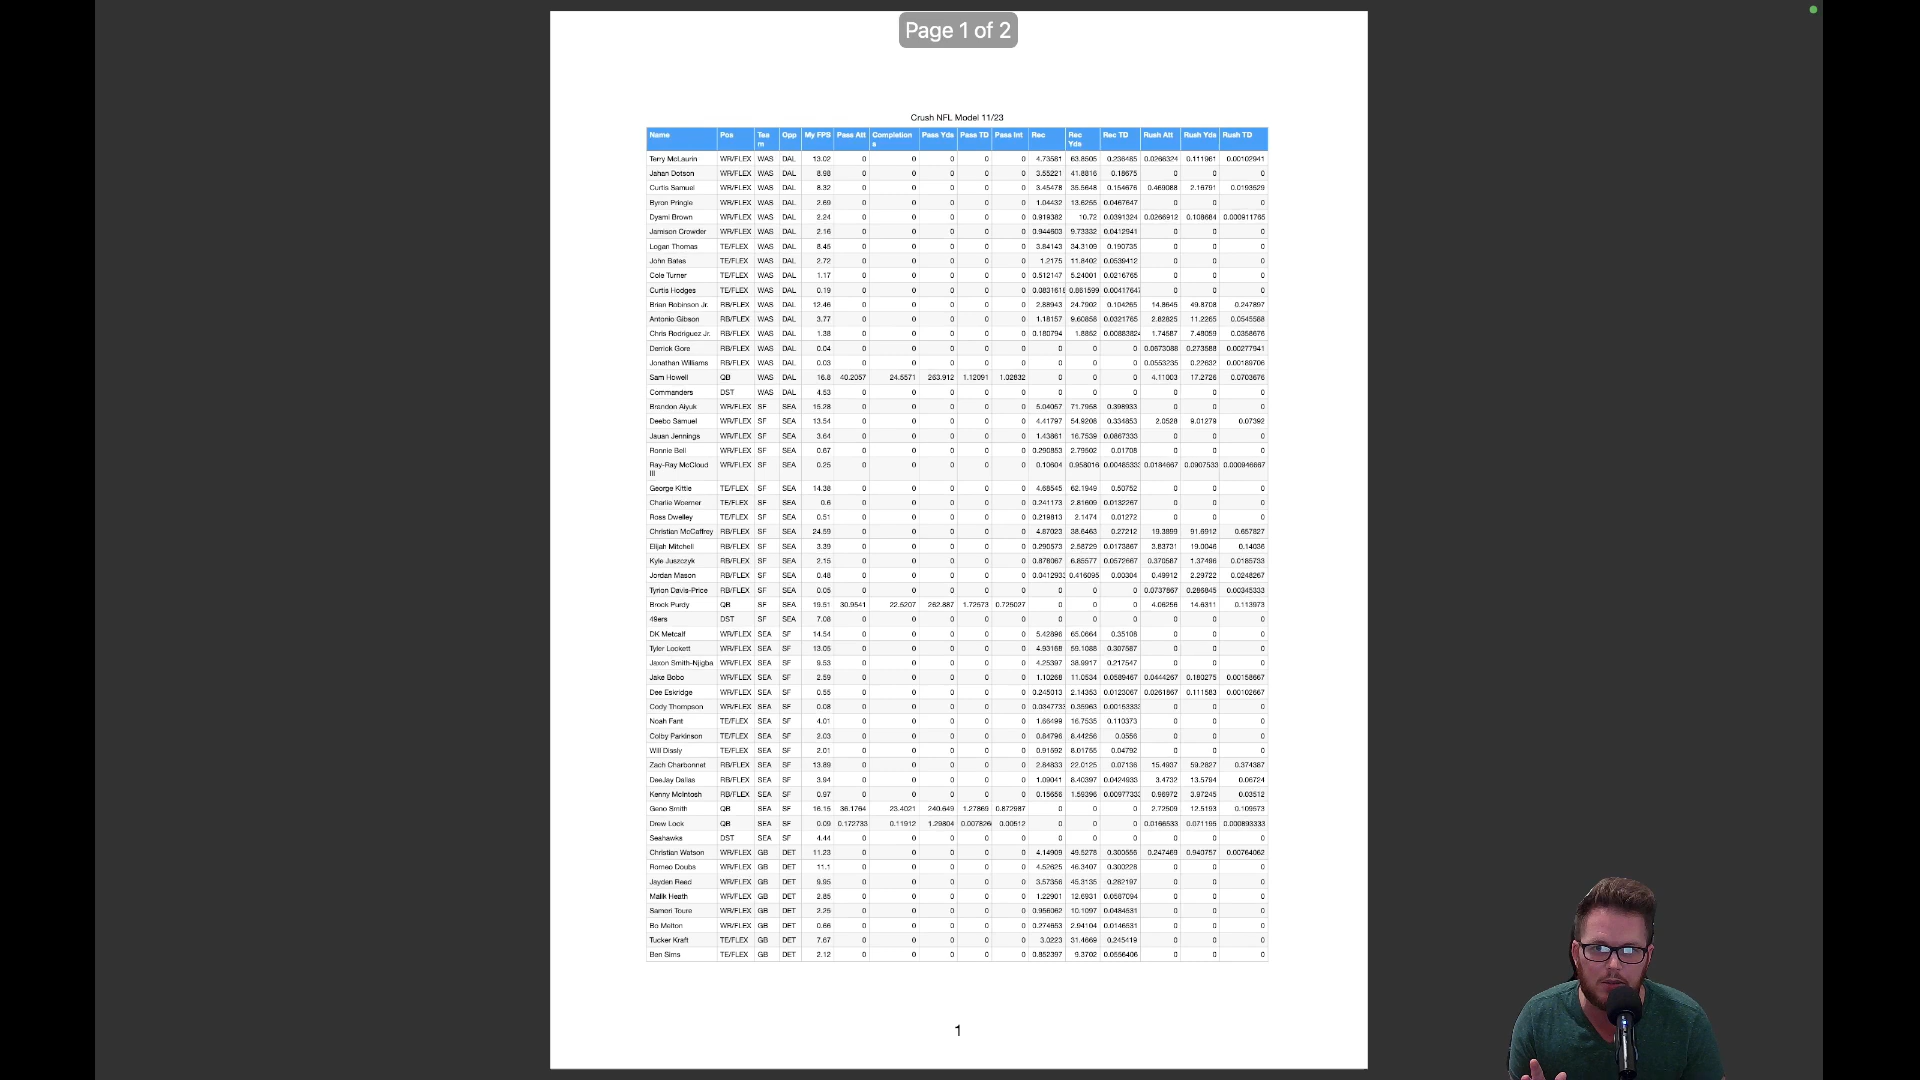 Page 1 of 2
Crush NFL Model 11/23
Name Pos Tea m Opp My FPS Pass Att Completion s Pass Yds Pass TD Pass Int Rec Rec Yds Rec TD Rush Att Rush Yds Rush TD
Terry McLaurin WR/FLEX WAS DAL 13.02 0 0 0 0 0 4.73581 63.8505 0.236485 0.0266324 0.111961 0.00102941
Jahan Dotson WR/FLEX WAS DAL 8.98 0 0 0 0 0 3.55221 41.8816 0.18675 0 0 0
Curtis Samuel WR/FLEX WAS DAL 8.32 0 0 0 0 0 3.45478 35.5648 0.154676 0.469088 2.16791 0.0193529
Byron Pringle WR/FLEX WAS DAL 2.69 0 0 0 0 0 1.04432 13.6255 0.0467647 0 0 0
Dyami Brown WR/FLEX WAS DAL 2.24 0 0 0 0 0 0.919382 10.72 0.0391324 0.0266912 0.108684 0.000911765
Jamison Crowder WR/FLEX WAS DAL 2.16 0 0 0 0 0 0.944603 9.73332 0.0412941 0 0 0
Logan Thomas TE/FLEX WAS DAL 8.45 0 0 0 0 0 3.84143 34.3109 0.190735 0 0 0
John Bates TE/FLEX WAS DAL 2.72 0 0 0 0 0 1.2175 11.8402 0.0539412 0 0 0
Cole Turner TE/FLEX WAS DAL 1.17 0 0 0 0 0 0.512147 5.24001 0.0216765 0 0 0
Curtis Hodges TE/FLEX WAS DAL 0.19 0 0 0 0 0 0.0831618 0.861599 0.00417647 0 0 0
Brian Robinson Jr. RB/FLEX WAS DAL 12.46 0 0 0 0 0 2.88943 24.7902 0.104265 14.8645 49.8708 0.247897
Antonio Gibson RB/FLEX WAS DAL 3.77 0 0 0 0 0 1.18157 9.60858 0.0321765 2.82825 11.2265 0.0545588
Chris Rodriguez Jr. RB/FLEX WAS DAL 1.38 0 0 0 0 0 0.180794 1.8852 0.00883824 1.74587 7.48059 0.0358676
Derrick Gore RB/FLEX WAS DAL 0.04 0 0 0 0 0 0 0 0 0.0673088 0.273588 0.00277941
Jonathan Williams RB/FLEX WAS DAL 0.03 0 0 0 0 0 0 0 0 0.0553235 0.22632 0.00189706
Sam Howell QB WAS DAL 16.8 40.2057 24.5571 263.912 1.12091 1.02832 0 0 0 4.11003 17.2726 0.0703676
Commanders DST WAS DAL 4.53 0 0 0 0 0 0 0 0 0 0 0
Brandon Aiyuk WR/FLEX SF SEA 15.28 0 0 0 0 0 5.04057 71.7958 0.398933 0 0 0
Deebo Samuel WR/FLEX SF SEA 13.54 0 0 0 0 0 4.41797 54.9208 0.334853 2.0528 9.01279 0.07392
Jauan Jennings WR/FLEX SF SEA 3.64 0 0 0 0 0 1.43861 16.7539 0.0867333 0 0 0
Ronnie Bell WR/FLEX SF SEA 0.67 0 0 0 0 0 0.290853 2.79502 0.01708 0 0 0
Ray-Ray McCloud WR/FLEX SF SEA 0.25 0 0 0 0 0 0.10604 0.958016 0.00485333 0.0184667 0.0907533 0.000946667
III
George Kittle TE/FLEX SF SEA 14.38 0 0 0 0 0 4.68545 62.1949 0.50752 0 0 0
Charlie Woerner TE/FLEX SF SEA 0.6 0 0 0 0 0 0.241173 2.81609 0.0132267 0 0 0
Ross Dwelley TE/FLEX SF SEA 0.51 0 0 0 0 0 0.219813 2.1474 0.01272 0 0 0
Christian McCaffrey RB/FLEX SF SEA 24.59 0 0 0 0 0 4.87023 38.6463 0.27212 19.3899 91.6912 0.657827
Elijah Mitchell RB/FLEX SF SEA 3.39 0 0 0 0 0 0.290573 2.58729 0.0173867 3.83731 19.0046 0.14036
Kyle Juszczyk RB/FLEX SF SEA 2.15 0 0 0 0 0 0.876067 6.85577 0.0572667 0.370587 1.37496 0.0185733
Jordan Mason RB/FLEX SF SEA 0.48 0 0 0 0 0 0.0412933 0.416095 0.00304 0.49912 2.29722 0.0248267
Tyrion Davis-Price RB/FLEX SF SEA 0.05 0 0 0 0 0 0 0 0 0.0737867 0.286845 0.00345333
Brock Purdy QB SF SEA 19.51 30.9541 22.5207 262.887 1.72573 0.725027 0 0 0 4.06256 14.6311 0.113973
49ers DST SF SEA 7.08 0 0 0 0 0 0 0 0 0 0 0
DK Metcalf WR/FLEX SEA SF 14.54 0 0 0 0 0 5.42896 65.0664 0.35108 0 0 0
Tyler Lockett WR/FLEX SEA SF 13.05 0 0 0 0 0 4.93168 59.1088 0.307587 0 0 0
Jaxon Smith-Njigba WR/FLEX SEA SF 9.53 0 0 0 0 0 4.25397 38.9917 0.217547 0 0 0
Jake Bobo WR/FLEX SEA SF 2.59 0 0 0 0 0 1.10268 11.0534 0.0589467 0.0444267 0.180275 0.00158667
Dee Eskridge WR/FLEX SEA SF 0.55 0 0 0 0 0 0.245013 2.14353 0.0123067 0.0261867 0.111583 0.00102667
Cody Thompson WR/FLEX SEA SF 0.08 0 0 0 0 0 0.0347733 0.35963 0.00153333 0 0 0
Noah Fant TE/FLEX SEA SF 4.01 0 0 0 0 0 1.66499 16.7535 0.110373 0 0 0
Colby Parkinson TE/FLEX SEA SF 2.03 0 0 0 0 0 0.84796 8.44256 0.0556 0 0 0
Will Dissly TE/FLEX SEA SF 2.01 0 0 0 0 0 0.91592 8.01755 0.04792 0 0 0
Zach Charbonnet RB/FLEX SEA SF 13.89 0 0 0 0 0 2.84833 22.0125 0.07136 15.4937 59.2827 0.374387
DeeJay Dallas RB/FLEX SEA SF 3.94 0 0 0 0 0 1.09041 8.40397 0.0424933 3.4732 13.5794 0.06724
Kenny McIntosh RB/FLEX SEA SF 0.97 0 0 0 0 0 0.15656 1.59396 0.00977333 0.96972 3.97245 0.03512
Geno Smith QB SEA SF 16.15 36.1764 23.4021 240.649 1.27869 0.872987 0 0 0 2.72509 12.5193 0.109573
Drew Lock QB SEA SF 0.09 0.172733 0.11912 1.29804 0.007826 0.00512 0 0 0 0.0166533 0.071195 0.000893333
Seahawks DST SEA SF 4.44 0 0 0 0 0 0 0 0 0 0 0
Christian Watson WR/FLEX GB DET 11.23 0 0 0 0 0 4.14909 49.5278 0.300556 0.247469 0.940757 0.00764062
Romeo Doubs WR/FLEX GB DET 11.1 0 0 0 0 0 4.52625 46.3407 0.300228 0 0 0
Jayden Reed WR/FLEX GB DET 9.95 0 0 0 0 0 3.57356 45.3135 0.262197 0 0 0
Malik Heath WR/FLEX GB DET 2.85 0 0 0 0 0 1.22901 12.6931 0.0587094 0 0 0
Samori Toure WR/FLEX GB DET 2.25 0 0 0 0 0 0.956062 10.1097 0.0484531 0 0 0
Bo Melton WR/FLEX GB DET 0.66 0 0 0 0 0 0.274653 2.94104 0.0146531 0 0 0
Tucker Kraft TE/FLEX GB DET 7.67 0 0 0 0 0 3.0223 31.4669 0.245419 0 0 0
Ben Sims TE/FLEX GB DET 2.12 0 0 0 0 0 0.852397 9.3702 0.0556406 0 0 0
1